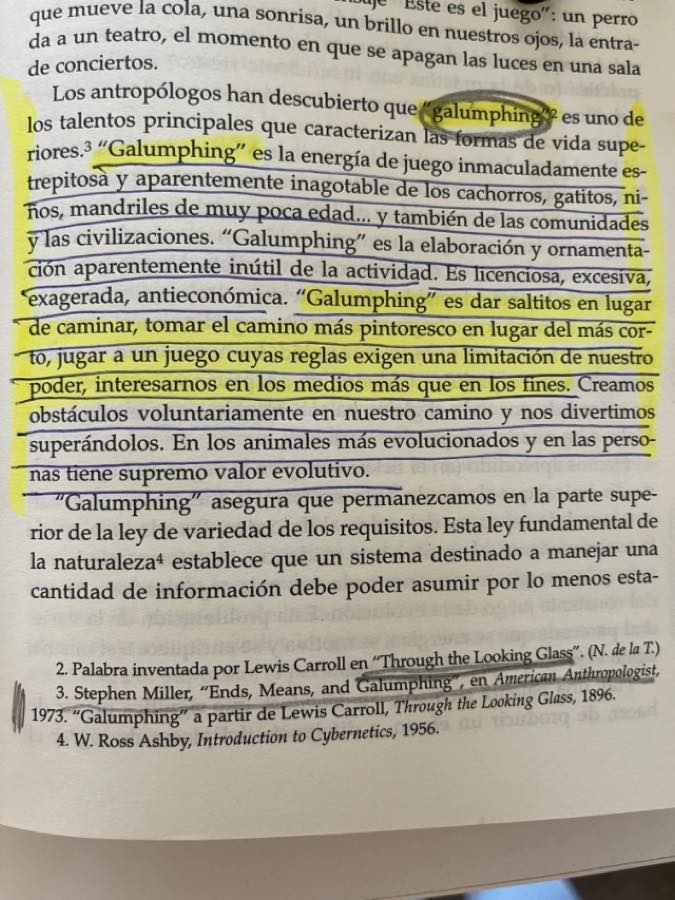 que mueve la cola, una sonrisa, un brillo en nuestros ojos, la entra-
da a un teatro, el momento en que se apagan las luces en una sala
de conciertos.
Los antropólogos han descubierto que "galumphing"² es uno de
los talentos principales que caracterizan las formas de vida supe-
riores.³ "Galumphing" es la energía de juego inmaculadamente es-
trepitosa y aparentemente inagotable de los cachorros, gatitos, ni-
ños, mandriles de muy poca edad... y también de las comunidades
y las civilizaciones. "Galumphing" es la elaboración y ornamenta-
ción aparentemente inútil de la actividad. Es licenciosa, excesiva,
exagerada, antieconómica. "Galumphing" es dar saltitos en lugar
de caminar, tomar el camino más pintoresco en lugar del más cor-
to, jugar a un juego cuyas reglas exigen una limitación de nuestro
poder, interesarnos en los medios más que en los fines. Creamos
obstáculos voluntariamente en nuestro camino y nos divertimos
superándolos. En los animales más evolucionados y en las perso-
nas tiene supremo valor evolutivo.
"Galumphing" asegura que permanezcamos en la parte supe-
rior de la ley de variedad de los requisitos. Esta ley fundamental de
la naturaleza⁴ establece que un sistema destinado a manejar una
cantidad de información debe poder asumir por lo menos esta-
2. Palabra inventada por Lewis Carroll en "Through the Looking Glass". (N. de la T.)
3. Stephen Miller, "Ends, Means, and Galumphing", en American Anthropologist,
1973. "Galumphing" a partir de Lewis Carroll, Through the Looking Glass, 1896.
4. W. Ross Ashby, Introduction to Cybernetics, 1956.